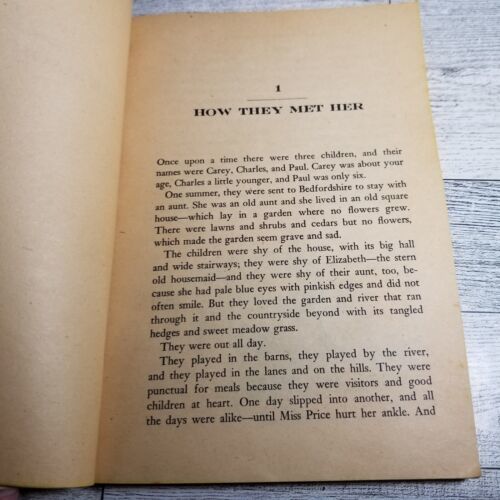 1
HOW THEY MET HER
Once upon a time there were three children, and their
names were Carey, Charles, and Paul. Carey was about your
age, Charles a little younger, and Paul was only six.
One summer, they were sent to Bedfordshire to stay with
an aunt. She was an old aunt and she lived in an old square
house—which lay in a garden where no flowers grew.
There were lawns and shrubs and cedars but no flowers,
which made the garden seem grave and sad.
The children were shy of the house, with its big hall
and wide stairways; they were shy of Elizabeth—the stern
old housemaid—and they were shy of their aunt, too, be-
cause she had pale blue eyes with pinkish edges and did not
often smile. But they loved the garden and river that ran
through it and the countryside beyond with its tangled
hedges and sweet meadow grass.
They were out all day.
They played in the barns, they played by the river,
and they played in the lanes and on the hills. They were
punctual for meals because they were visitors and good
children at heart. One day slipped into another, and all
the days were alike—until Miss Price hurt her ankle. And